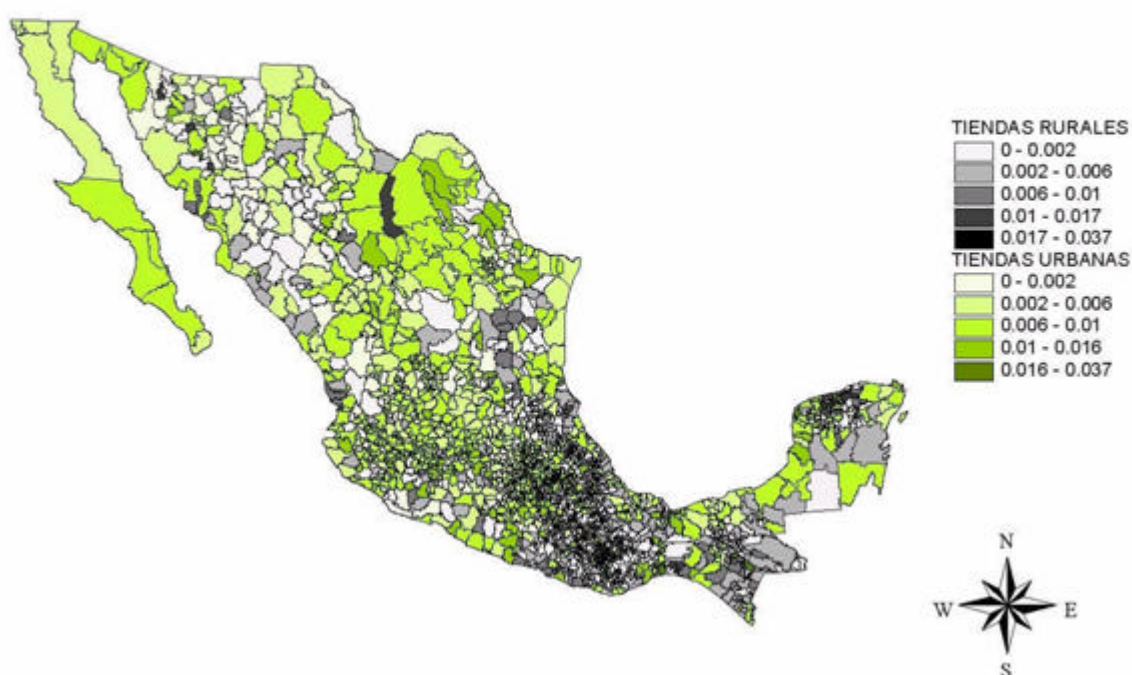 TIENDAS RURALES
0 - 0.002
0.002 - 0.006
0.006 - 0.01
0.01 - 0.017
0.017 - 0.037
TIENDAS URBANAS
0 - 0.002
0.002 - 0.006
0.006 - 0.01
0.01 - 0.016
0.016 - 0.037
N
W E
S